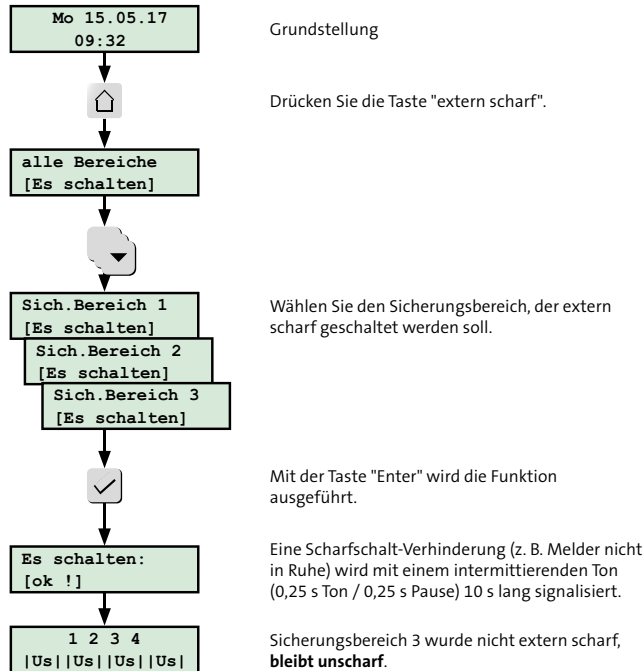 Mo 15.05.17
09:32
Grundstellung
Drücken Sie die Taste "extern scharf".
alle Bereiche
[Es schalten]
Sich.Bereich 1
[Es schalten]
Sich.Bereich 2
[Es schalten]
Sich.Bereich 3
[Es schalten]
Wählen Sie den Sicherungsbereich, der extern
scharf geschaltet werden soll.
Mit der Taste "Enter" wird die Funktion
ausgeführt.
Es schalten:
[ok !]
Eine Scharfschalt-Verhinderung (z. B. Melder nicht
in Ruhe) wird mit einem intermittierenden Ton
(0,25 s Ton / 0,25 s Pause) 10 s lang signalisiert.
1 2 3 4
|Us||Us||Us||Us|
Sicherungsbereich 3 wurde nicht extern scharf,
bleibt unscharf.